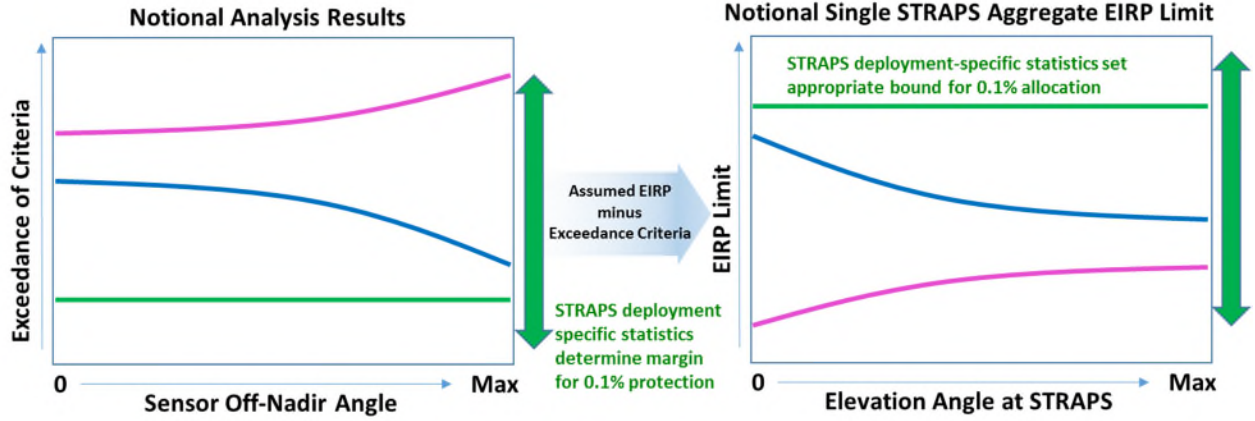 Notional Analysis Results
Exceedance of Criteria
0
Max
Sensor Off-Nadir Angle
STRAPS deployment
specific statistics
determine margin
for 0.1% protection
Assumed EIRP
minus
Exceedance Criteria
Notional Single STRAPS Aggregate EIRP Limit
STRAPS deployment-specific statistics set
appropriate bound for 0.1% allocation
EIRP Limit
0
Max
Elevation Angle at STRAPS